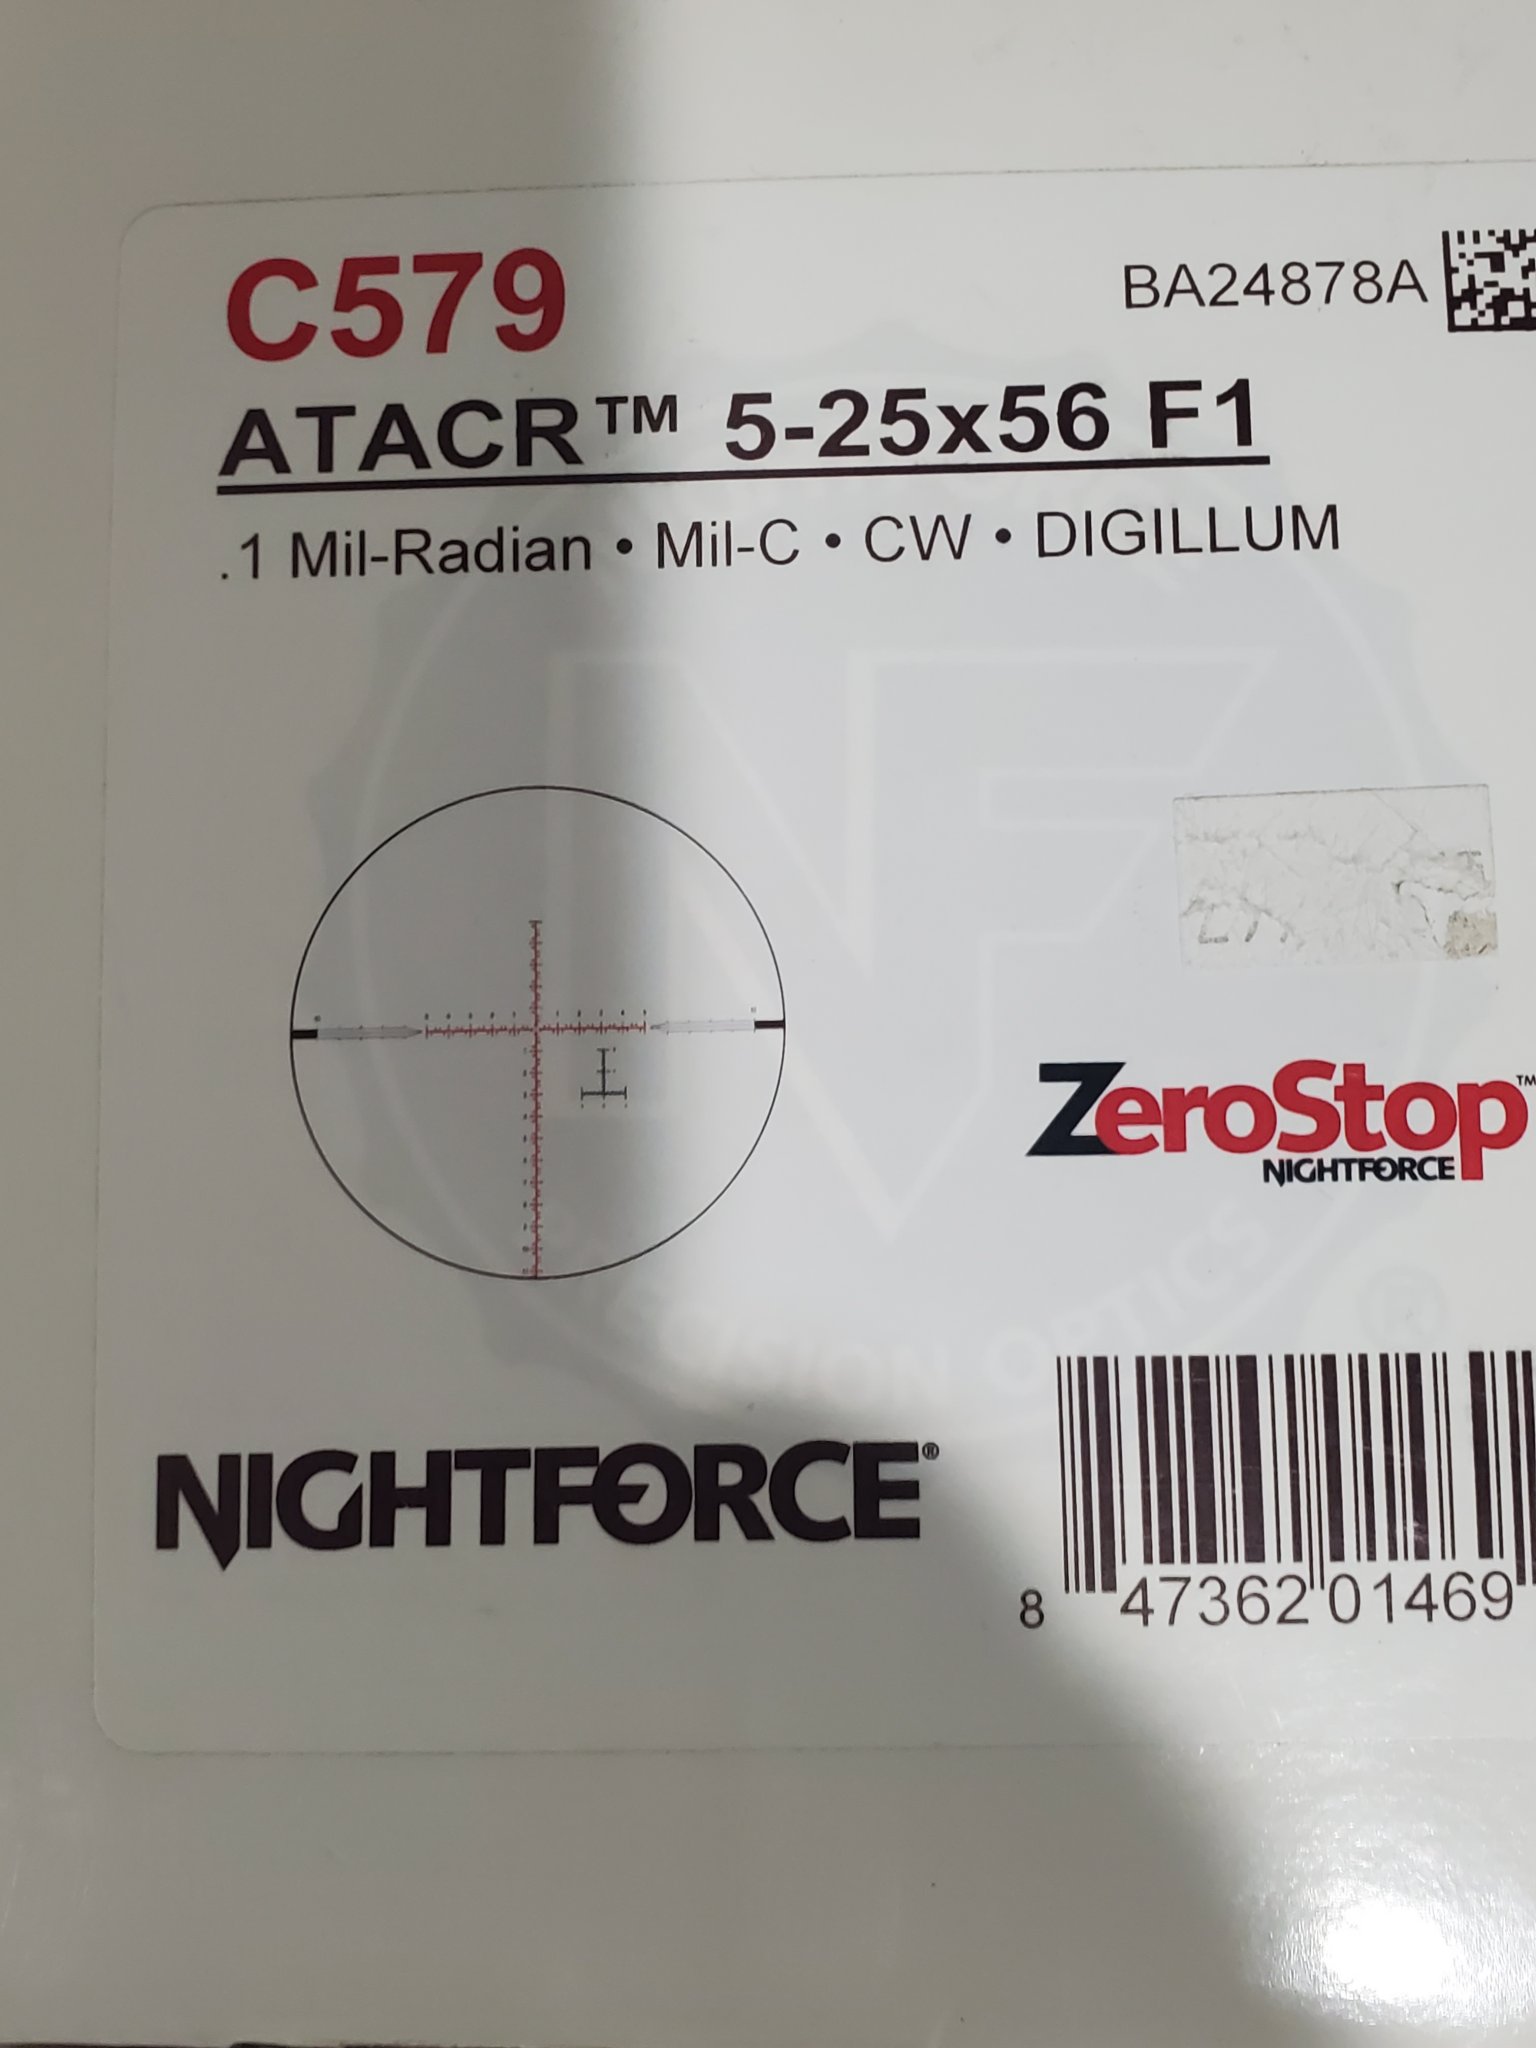 C579
BA24878A
ATACR™ 5-25x56 F1
.1 Mil-Radian • Mil-C • CW • DIGILLUM
ZeroStop™
NIGHTFORCE
NIGHTFORCE®
8 47362 01469